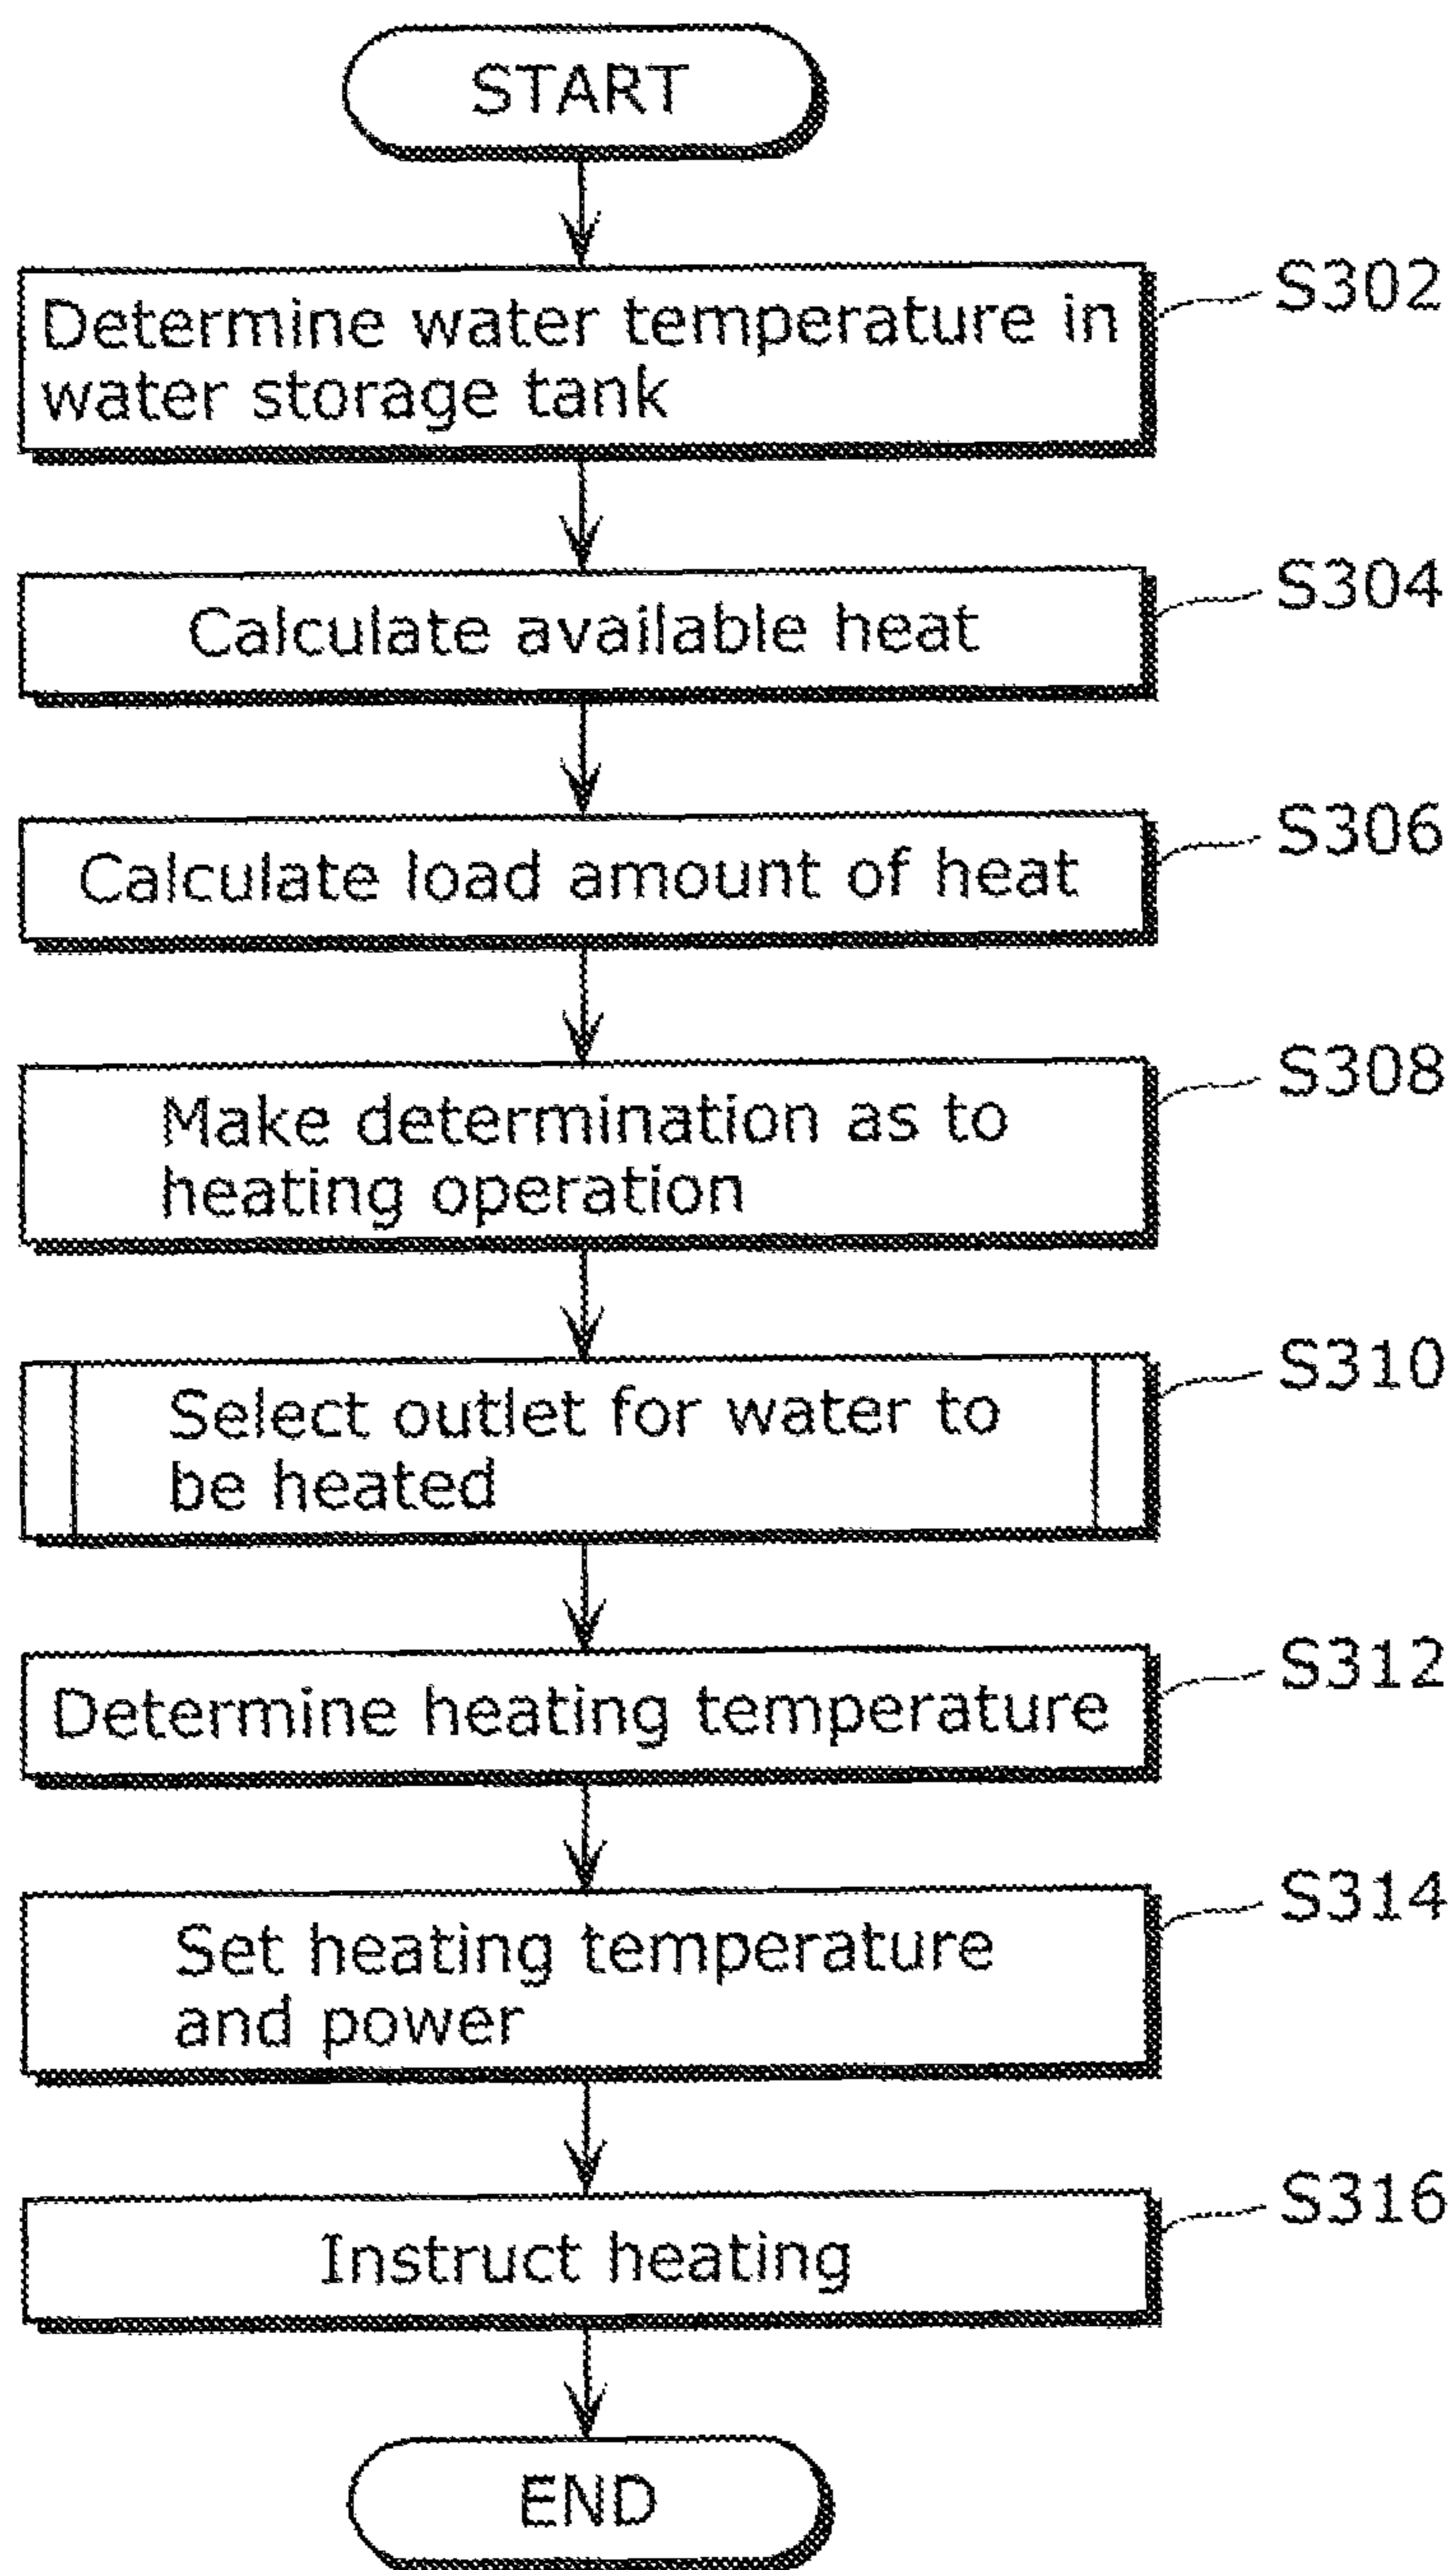 START
Determine water temperature in
water storage tank
S302
Calculate available heat
S304
Calculate load amount of heat
S306
Make determination as to
heating operation
S308
Select outlet for water to
be heated
S310
Determine heating temperature
S312
Set heating temperature
and power
S314
Instruct heating
S316
END